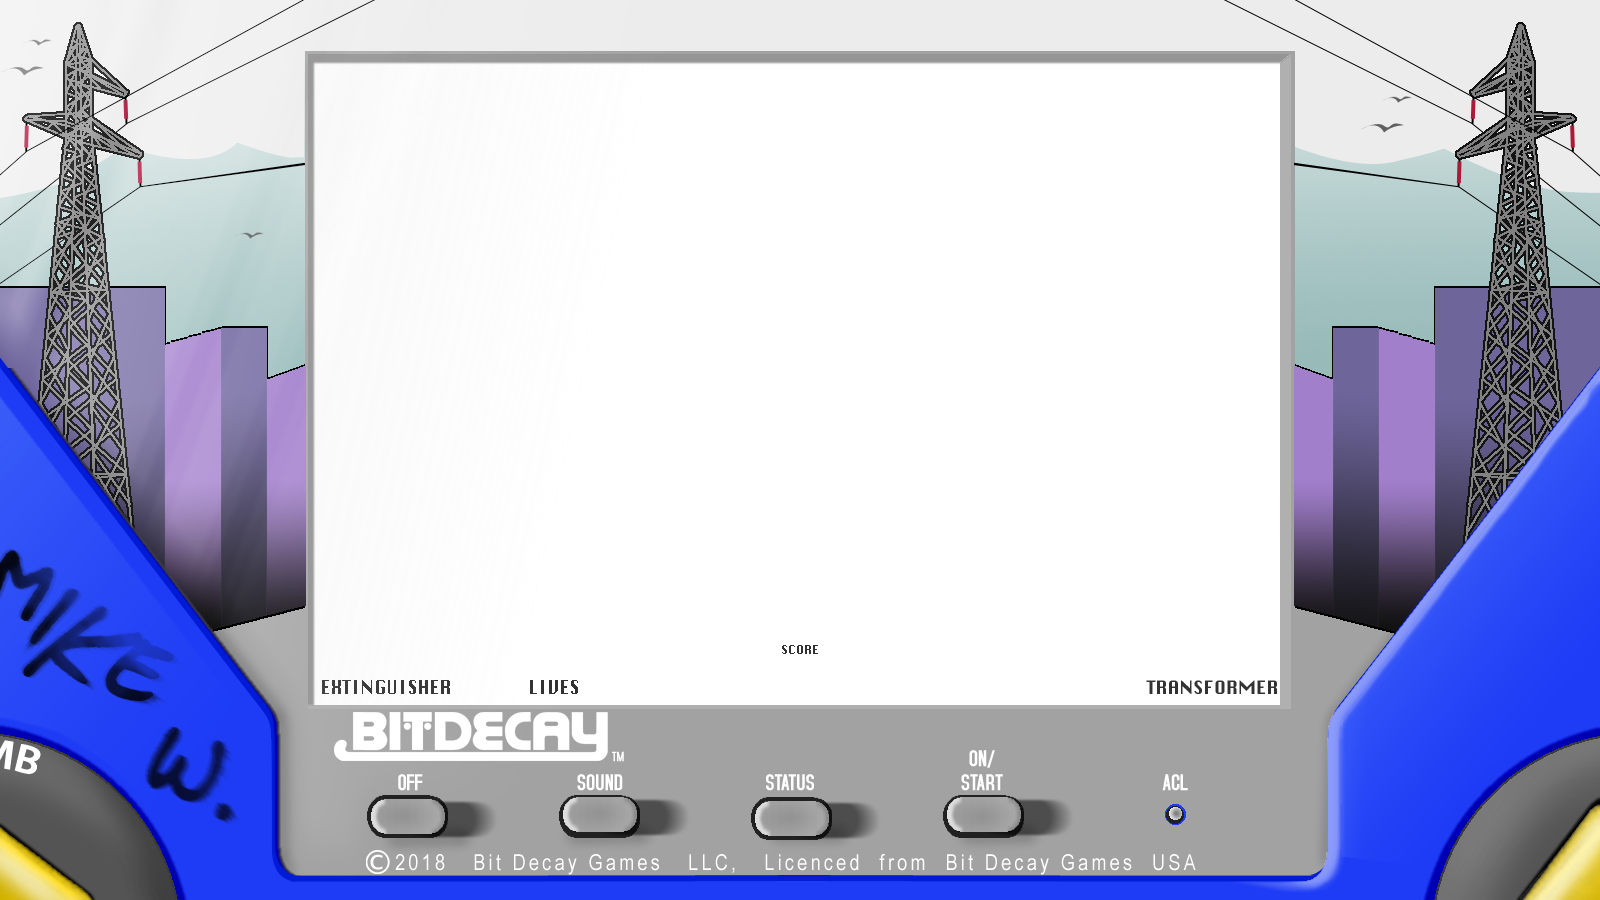 SCORE
EXTINGUISHER LIVES TRANSFORMER
BITDECAY TM
MIKE
W.
MB
ON/
OFF SOUND STATUS START ACL
©2018 Bit Decay Games LLC, Licenced from Bit Decay Games USA